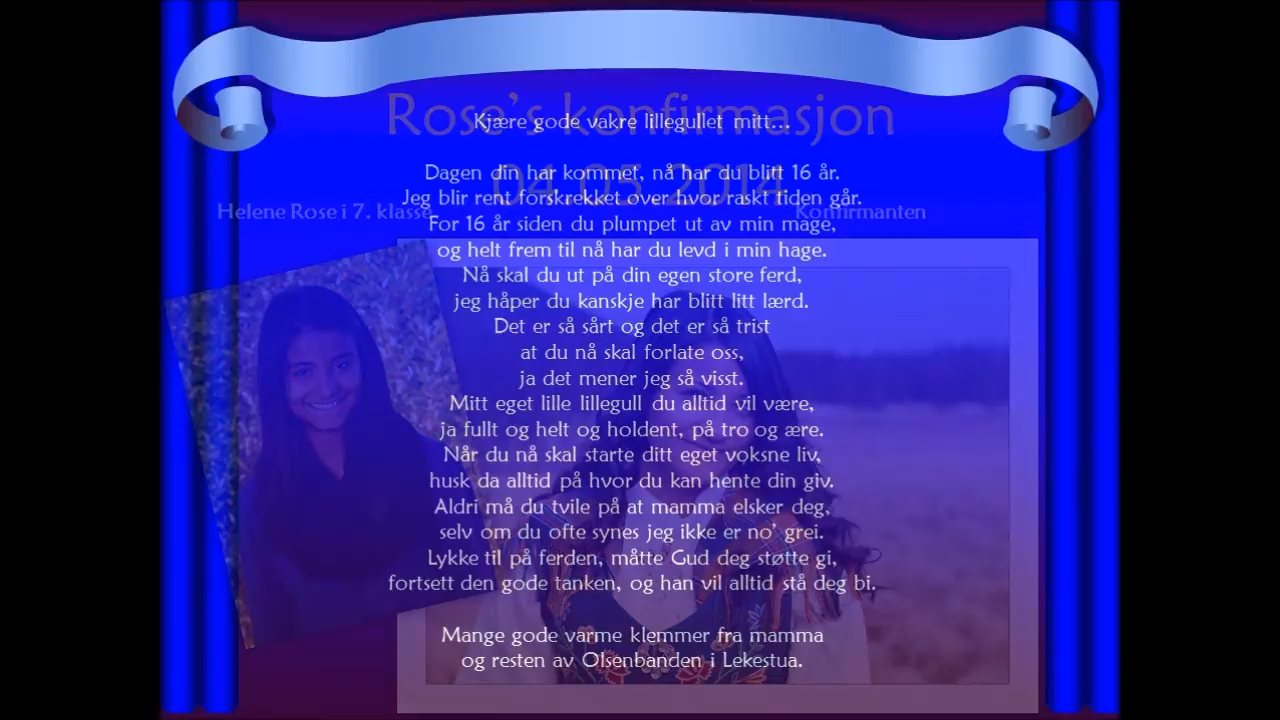 Rose's konfirmasjon
04.05.2014
Helene Rose i 7. klasse
Konfirmanten
Kjære gode vakre lillegullet mitt...
Dagen din har kommet, nå har du blitt 16 år.
Jeg blir rent forskrekket over hvor raskt tiden går.
For 16 år siden du plumpet ut av min mage,
og helt frem til nå har du levd i min hage.
Nå skal du ut på din egen store ferd,
jeg håper du kanskje har blitt litt lærd.
Det er så sårt og det er så trist
at du nå skal forlate oss,
ja det mener jeg så visst.
Mitt eget lille lillegull du alltid vil være,
ja fullt og helt og holdent, på tro og ære.
Når du nå skal starte ditt eget voksne liv,
husk da alltid på hvor du kan hente din giv.
Aldri må du tvile på at mamma elsker deg,
selv om du ofte synes jeg ikke er no' grei.
Lykke til på ferden, måtte Gud deg støtte gi,
fortsett den gode tanken, og han vil alltid stå deg bi.
Mange gode varme klemmer fra mamma
og resten av Olsenbanden i Lekestua.